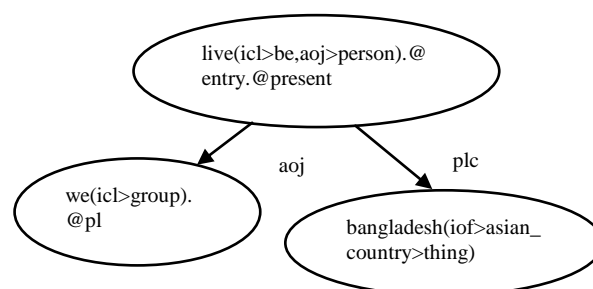 live(icl>be,aoj>person).@
entry.@present
aoj
plc
we(icl>group).
@pl
bangladesh(iof>asian_
country>thing)